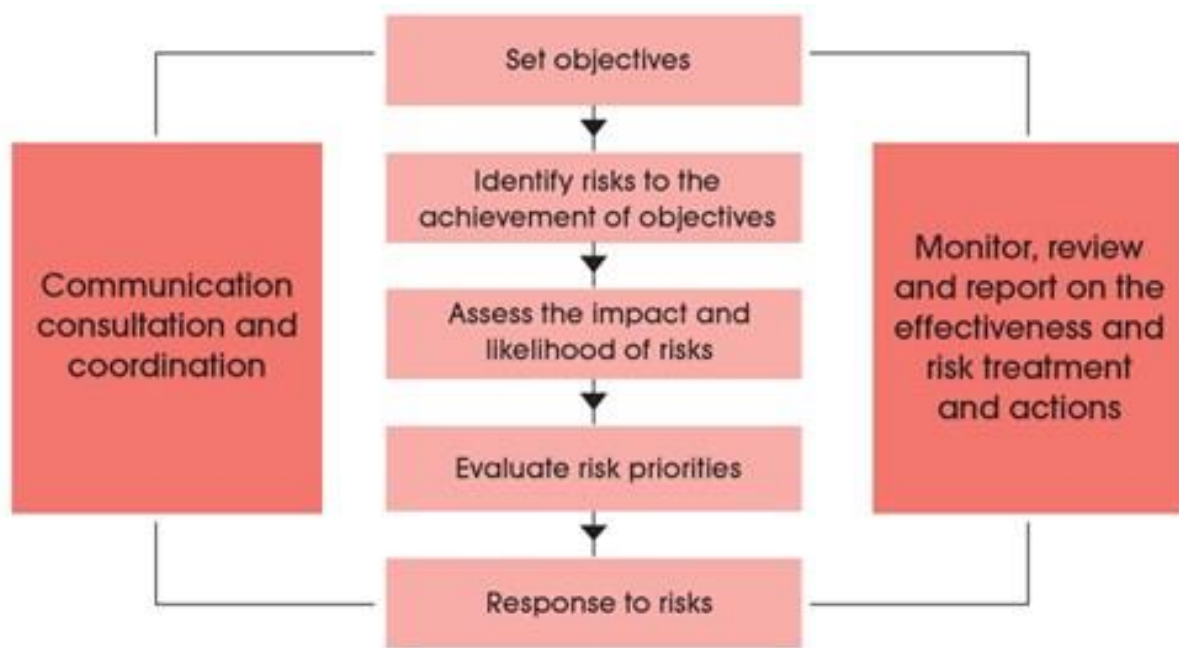 Set objectives
Identify risks to the
achievement of objectives
Assess the impact and
likelihood of risks
Evaluate risk priorities
Response to risks
Communication
consultation and
coordination
Monitor, review
and report on the
effectiveness and
risk treatment
and actions